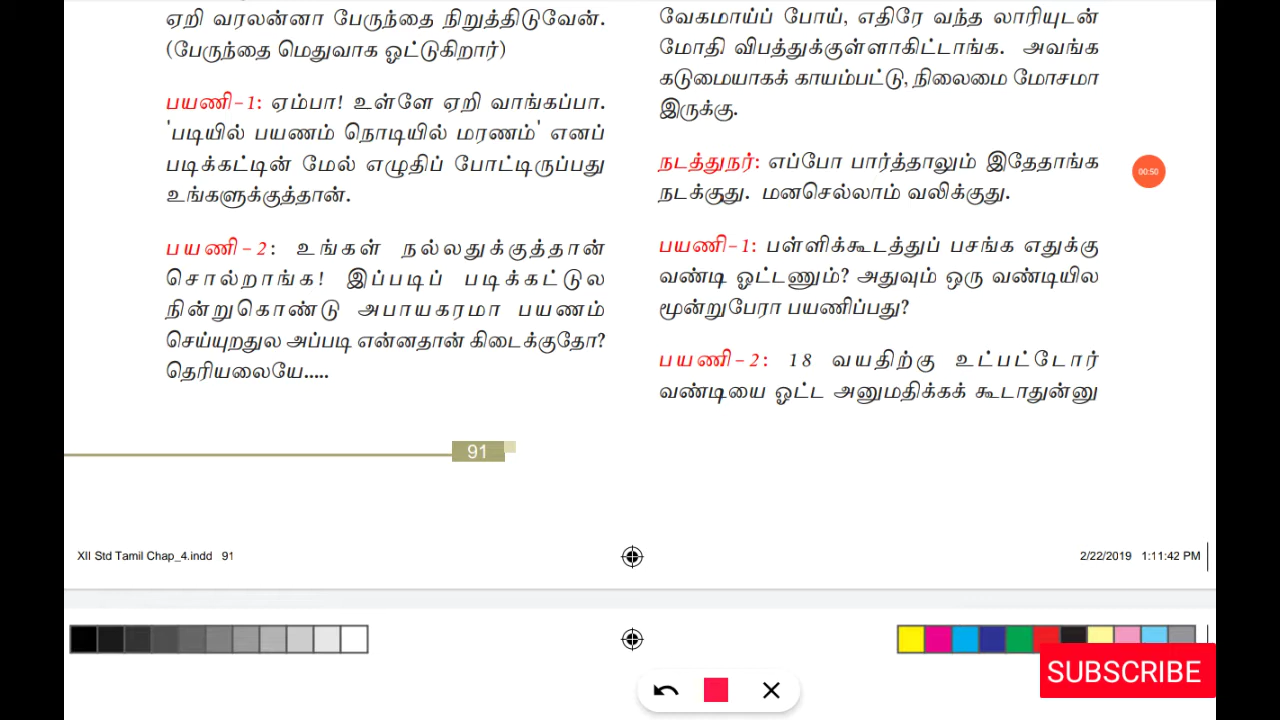 ஏறி வரலன்னா பேருந்தை நிறுத்திடுவேன்.
(பேருந்தை மெதுவாக ஓட்டுகிறார்)
பயணி-1: ஏம்பா! உள்ளே ஏறி வாங்கப்பா.
'படியில் பயணம் நொடியில் மரணம்' எனப்
படிக்கட்டின் மேல் எழுதிப் போட்டிருப்பது
உங்களுக்குத்தான்.
பயணி-2: உங்கள் நல்லதுக்குத்தான்
சொல்றாங்க! இப்படிப் படிக்கட்டுல
நின்றுகொண்டு அபாயகரமா பயணம்
செய்யுறதுல அப்படி என்னதான் கிடைக்குதோ?
தெரியலையே.....
வேகமாய்ப் போய், எதிரே வந்த லாரியுடன்
மோதி விபத்துக்குள்ளாகிட்டாங்க. அவங்க
கடுமையாகக் காயம்பட்டு, நிலைமை மோசமா
இருக்கு.
நடத்துநர்: எப்போ பார்த்தாலும் இதேதாங்க
நடக்குது. மனசெல்லாம் வலிக்குது.
பயணி-1: பள்ளிக்கூடத்துப் பசங்க எதுக்கு
வண்டி ஓட்டணும்? அதுவும் ஒரு வண்டியில
மூன்றுபேரா பயணிப்பது?
பயணி-2: 18 வயதிற்கு உட்பட்டோர்
வண்டியை ஓட்ட அனுமதிக்கக் கூடாதுன்னு
91
XII Std Tamil Chap_4.indd 91
2/22/2019 1:11:42 PM
00:50
SUBSCRIBE